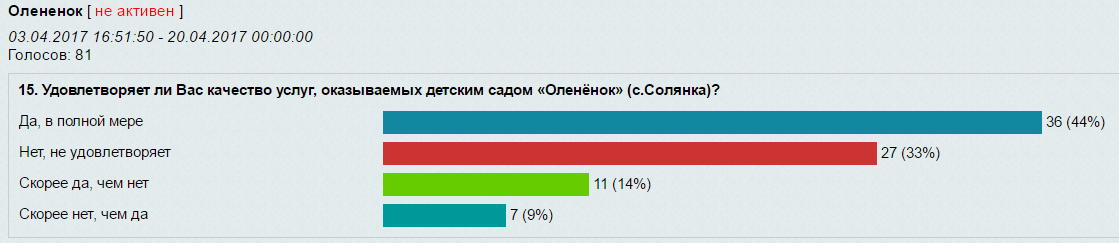 Олененок [ не активен ]
03.04.2017 16:51:50 - 20.04.2017 00:00:00
Голосов: 81
15. Удовлетворяет ли Вас качество услуг, оказываемых детским садом «Оленёнок» (с.Солянка)?
Да, в полной мере 36 (44%)
Нет, не удовлетворяет 27 (33%)
Скорее да, чем нет 11 (14%)
Скорее нет, чем да 7 (9%)